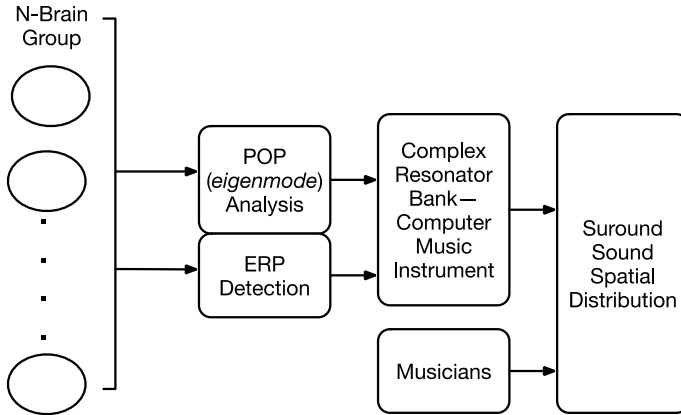 N-Brain
Group
POP
(eigenmode)
Analysis
ERP
Detection
Complex
Resonator
Bank—
Computer
Music
Instrument
Musicians
Suround
Sound
Spatial
Distribution